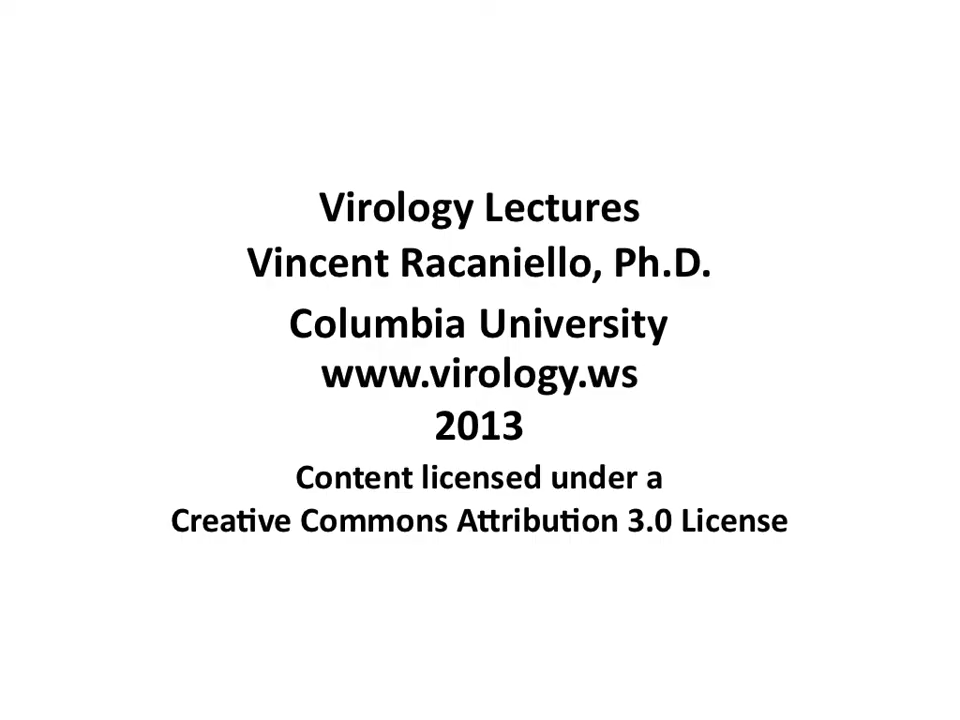 Virology Lectures
Vincent Racaniello, Ph.D.
Columbia University
www.virology.ws
2013
Content licensed under a
Creative Commons Attribution 3.0 License